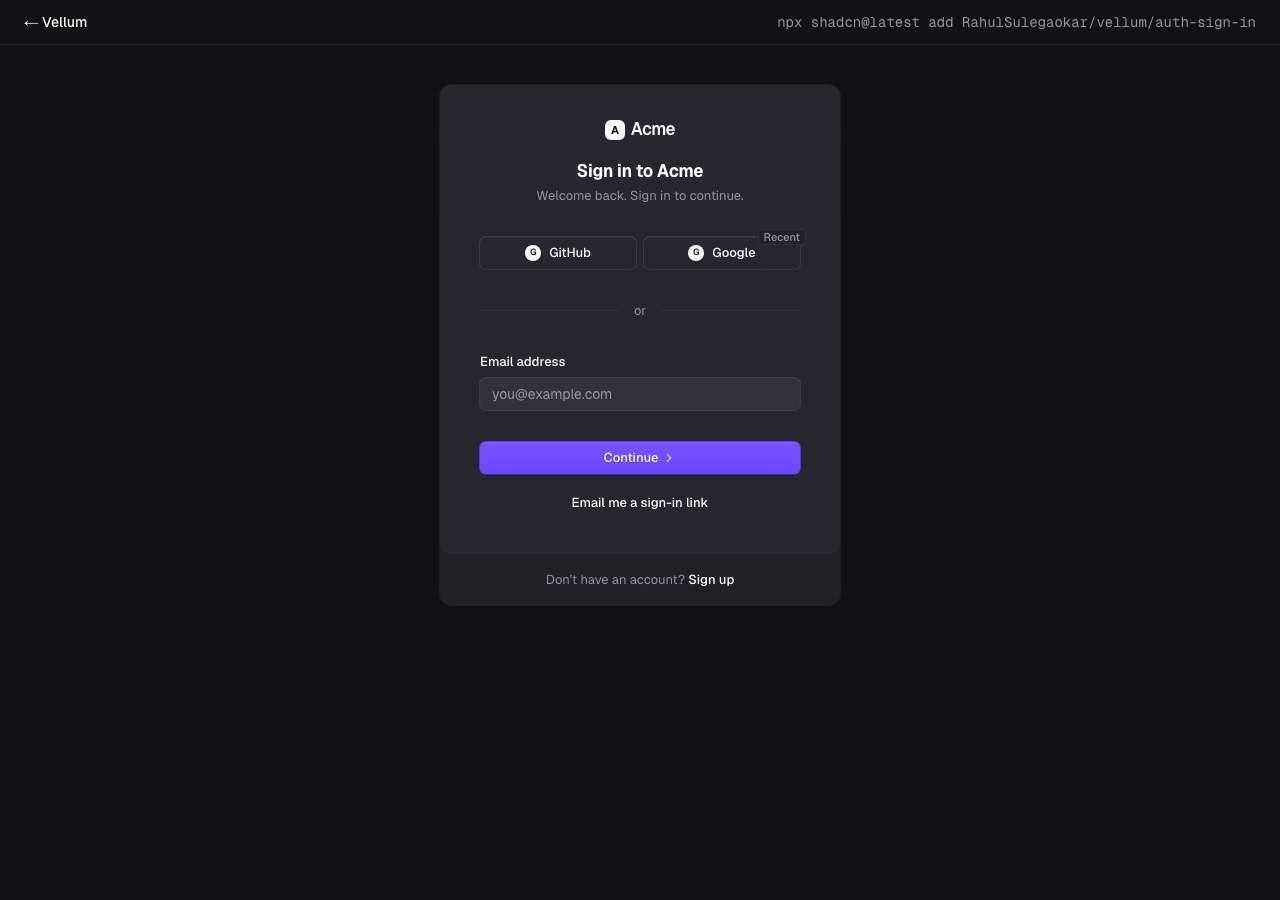 ← Vellum
npx shadcn@latest add RahulSulegaokar/vellum/auth-sign-in
A Acme
Sign in to Acme
Welcome back. Sign in to continue.
Recent
G GitHub
G Google
or
Email address
you@example.com
Continue
Email me a sign-in link
Don't have an account? Sign up